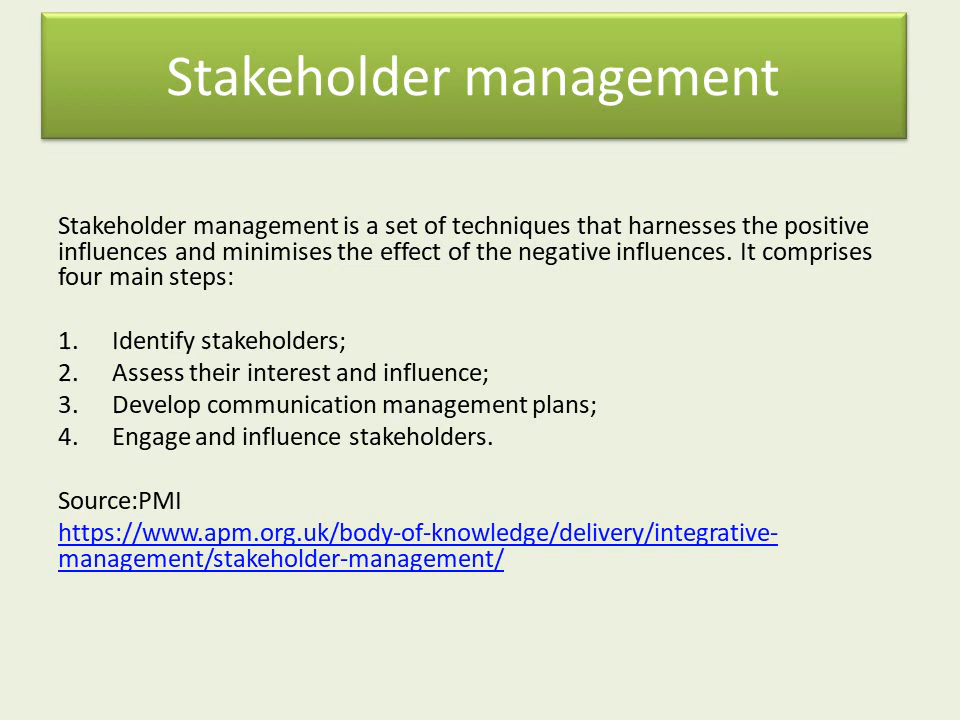 Stakeholder management
Stakeholder management is a set of techniques that harnesses the positive
influences and minimises the effect of the negative influences. It comprises
four main steps:
1. Identify stakeholders;
2. Assess their interest and influence;
3. Develop communication management plans;
4. Engage and influence stakeholders.
Source:PMI
https://www.apm.org.uk/body-of-knowledge/delivery/integrative-
management/stakeholder-management/